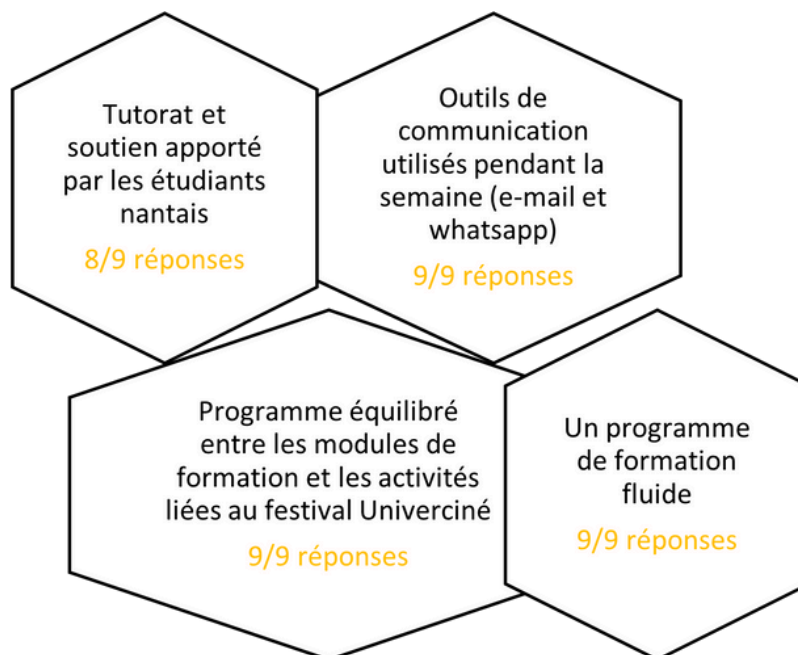 Tutorat et
soutien apporté
par les étudiants
nantais
8/9 réponses
Outils de
communication
utilisés pendant la
semaine (e-mail et
whatsapp)
9/9 réponses
Programme équilibré
entre les modules de
formation et les activités
liées au festival Univerciné
9/9 réponses
Un programme
de formation
fluide
9/9 réponses